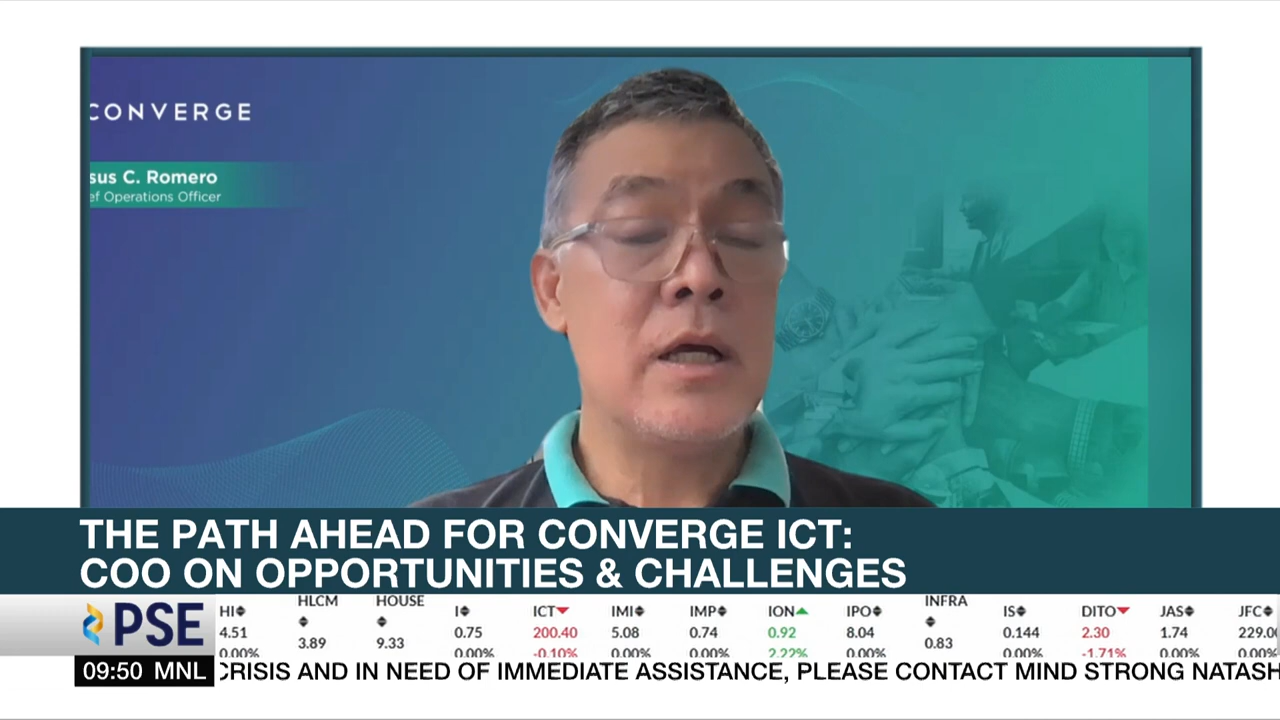 CONVERGE
sus C. Romero
ef Operations Officer
THE PATH AHEAD FOR CONVERGE ICT:
COO ON OPPORTUNITIES & CHALLENGES
PSE
HI 4.51 0.00%
HLCM 3.89
HOUSE 9.33
I 0.75 0.00%
ICT 200.40 -0.10%
IMI 5.08 0.00%
IMP 0.74 0.00%
ION 0.92 2.22%
IPO 8.04 0.00%
INFRA 0.83
IS 0.144 0.00%
DITO 2.30 -1.71%
JAS 1.74 0.00%
JFC 229.0 0.00%
09:50 MNL
CRISIS AND IN NEED OF IMMEDIATE ASSISTANCE, PLEASE CONTACT MIND STRONG NATASH